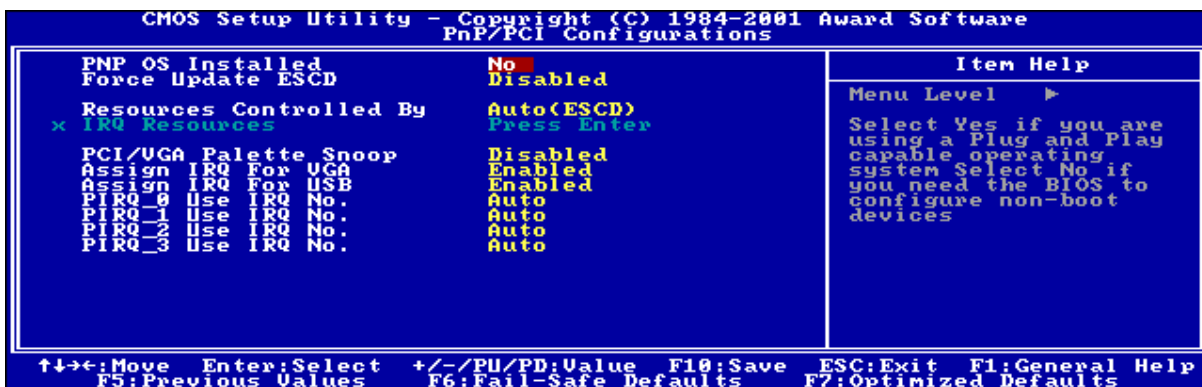 CMOS Setup Utility - Copyright (C) 1984-2001 Award Software
PnP/PCI Configurations
PNP OS Installed No
Force Update ESCD Disabled
Resources Controlled By Auto(ESCD)
x IRQ Resources Press Enter
PCI/VGA Palette Snoop Disabled
Assign IRQ For VGA Enabled
Assign IRQ For USB Enabled
PIRQ_0 Use IRQ No. Auto
PIRQ_1 Use IRQ No. Auto
PIRQ_2 Use IRQ No. Auto
PIRQ_3 Use IRQ No. Auto
Item Help
Menu Level ►
Select Yes if you are
using a Plug and Play
capable operating
system Select No if
you need the BIOS to
configure non-boot
devices
↑↓→←:Move Enter:Select +/-/PU/PD:Value F10:Save ESC:Exit F1:General Help
F5:Previous Values F6:Fail-Safe Defaults F7:Optimized Defaults